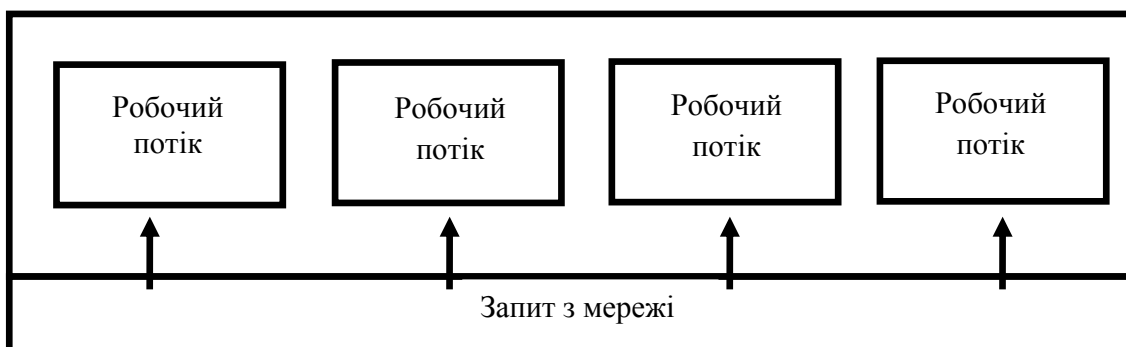 Робочий
потік
Робочий
потік
Робочий
потік
Робочий
потік
Запит з мережі